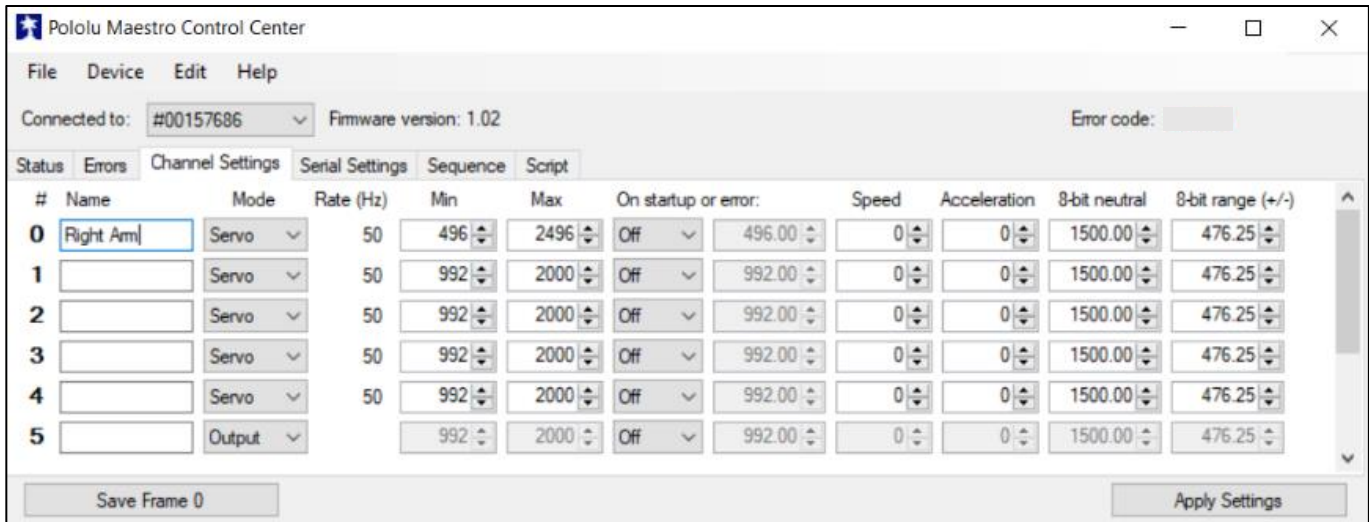 Pololu Maestro Control Center
File Device Edit Help
Connected to: #00157686 Firmware version: 1.02 Error code:
Status Errors Channel Settings Serial Settings Sequence Script
# Name Mode Rate (Hz) Min Max On startup or error: Speed Acceleration 8-bit neutral 8-bit range (+/-)
0 Right Arm Servo 50 496 2496 Off 496.00 0 0 1500.00 476.25
1 Servo 50 992 2000 Off 992.00 0 0 1500.00 476.25
2 Servo 50 992 2000 Off 992.00 0 0 1500.00 476.25
3 Servo 50 992 2000 Off 992.00 0 0 1500.00 476.25
4 Servo 50 992 2000 Off 992.00 0 0 1500.00 476.25
5 Output 992 2000 Off 992.00 0 0 1500.00 476.25
Save Frame 0 Apply Settings